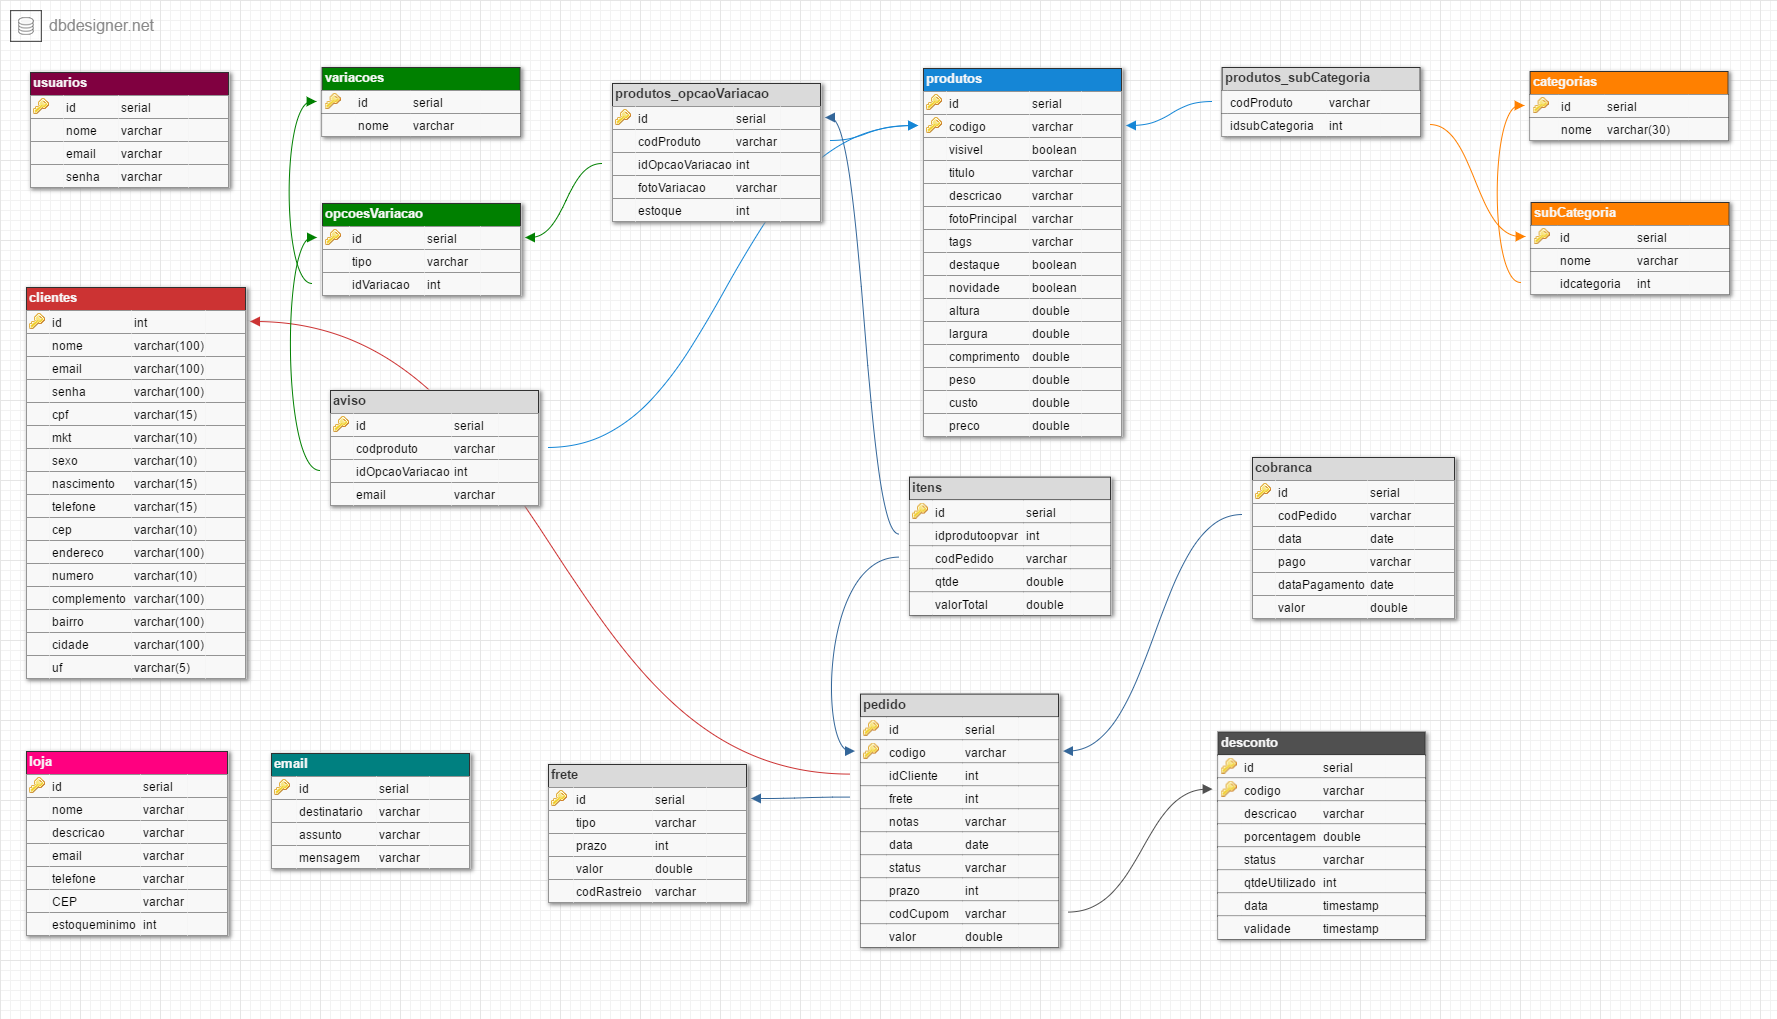 dbdesigner.net
usuarios
id serial
nome varchar
email varchar
senha varchar
variacoes
id serial
nome varchar
opcoesVariacao
id serial
tipo varchar
idVariacao int
produtos_opcaoVariacao
id serial
codProduto varchar
idOpcaoVariacao int
fotoVariacao varchar
estoque int
produtos
id serial
codigo varchar
visivel boolean
titulo varchar
descricao varchar
fotoPrincipal varchar
tags varchar
destaque boolean
novidade boolean
altura double
largura double
comprimento double
peso double
custo double
preco double
produtos_subCategoria
codProduto varchar
idsubCategoria int
categorias
id serial
nome varchar(30)
subCategoria
id serial
nome varchar
idcategoria int
clientes
id int
nome varchar(100)
email varchar(100)
senha varchar(100)
cpf varchar(15)
mkt varchar(10)
sexo varchar(10)
nascimento varchar(15)
telefone varchar(15)
cep varchar(10)
endereco varchar(100)
numero varchar(10)
complemento varchar(100)
bairro varchar(100)
cidade varchar(100)
uf varchar(5)
aviso
id serial
codproduto varchar
idOpcaoVariacao int
email varchar
itens
id serial
idprodutoopvar int
codPedido varchar
qtde double
valorTotal double
cobranca
id serial
codPedido varchar
data date
pago varchar
dataPagamento date
valor double
loja
id serial
nome varchar
descricao varchar
email varchar
telefone varchar
CEP varchar
estoqueminimo int
email
id serial
destinatario varchar
assunto varchar
mensagem varchar
frete
id serial
tipo varchar
prazo int
valor double
codRastreio varchar
pedido
id serial
codigo varchar
idCliente int
frete int
notas varchar
data date
status varchar
prazo int
codCupom varchar
valor double
desconto
id serial
codigo varchar
descricao varchar
porcentagem double
status varchar
qtdeUtilizado int
data timestamp
validade timestamp